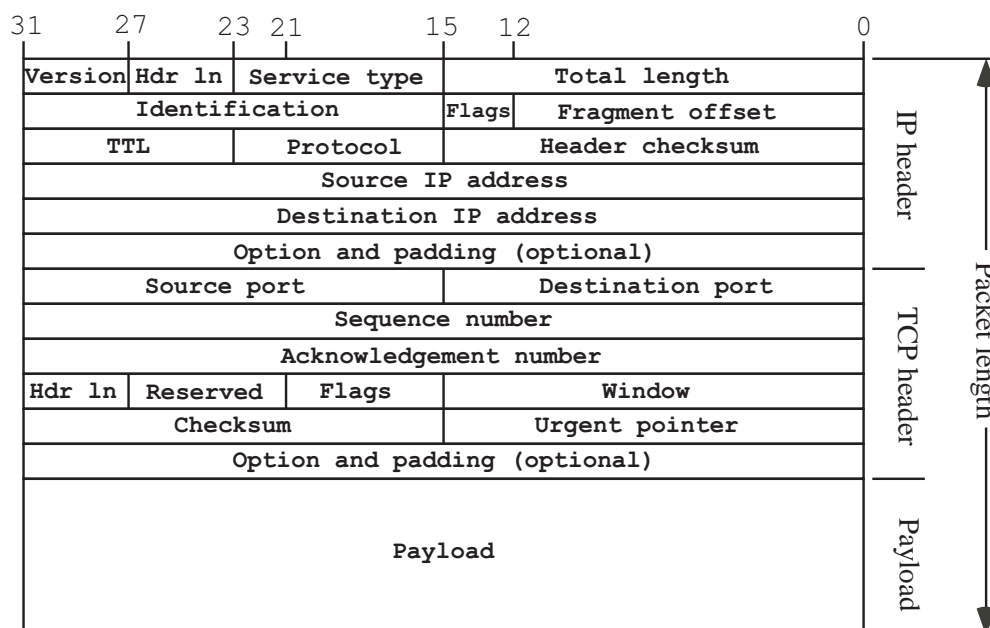 31 27 23 21 15 12 0
Version Hdr ln Service type Total length
Identification Flags Fragment offset
TTL Protocol Header checksum
Source IP address
Destination IP address
Option and padding (optional)
IP header
Source port Destination port
Sequence number
Acknowledgement number
Hdr ln Reserved Flags Window
Checksum Urgent pointer
Option and padding (optional)
TCP header
Payload
Payload
Packet length